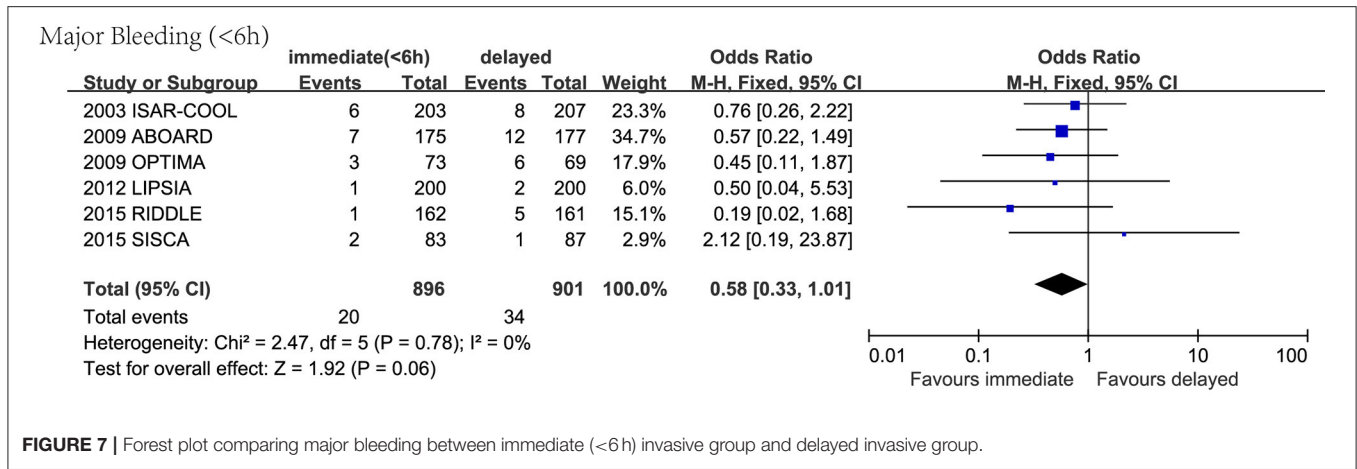 Major Bleeding (<6h)
immediate(<6h) delayed Odds Ratio Odds Ratio
Study or Subgroup Events Total Events Total Weight M-H, Fixed, 95% CI M-H, Fixed, 95% CI
2003 ISAR-COOL 6 203 8 207 23.3% 0.76 [0.26, 2.22]
2009 ABOARD 7 175 12 177 34.7% 0.57 [0.22, 1.49]
2009 OPTIMA 3 73 6 69 17.9% 0.45 [0.11, 1.87]
2012 LIPSIA 1 200 2 200 6.0% 0.50 [0.04, 5.53]
2015 RIDDLE 1 162 5 161 15.1% 0.19 [0.02, 1.68]
2015 SISCA 2 83 1 87 2.9% 2.12 [0.19, 23.87]
Total (95% CI) 896 901 100.0% 0.58 [0.33, 1.01]
Total events 20 34
Heterogeneity: Chi² = 2.47, df = 5 (P = 0.78); I² = 0%
Test for overall effect: Z = 1.92 (P = 0.06)
0.01 0.1 1 10 100
Favours immediate Favours delayed
FIGURE 7 | Forest plot comparing major bleeding between immediate (<6 h) invasive group and delayed invasive group.